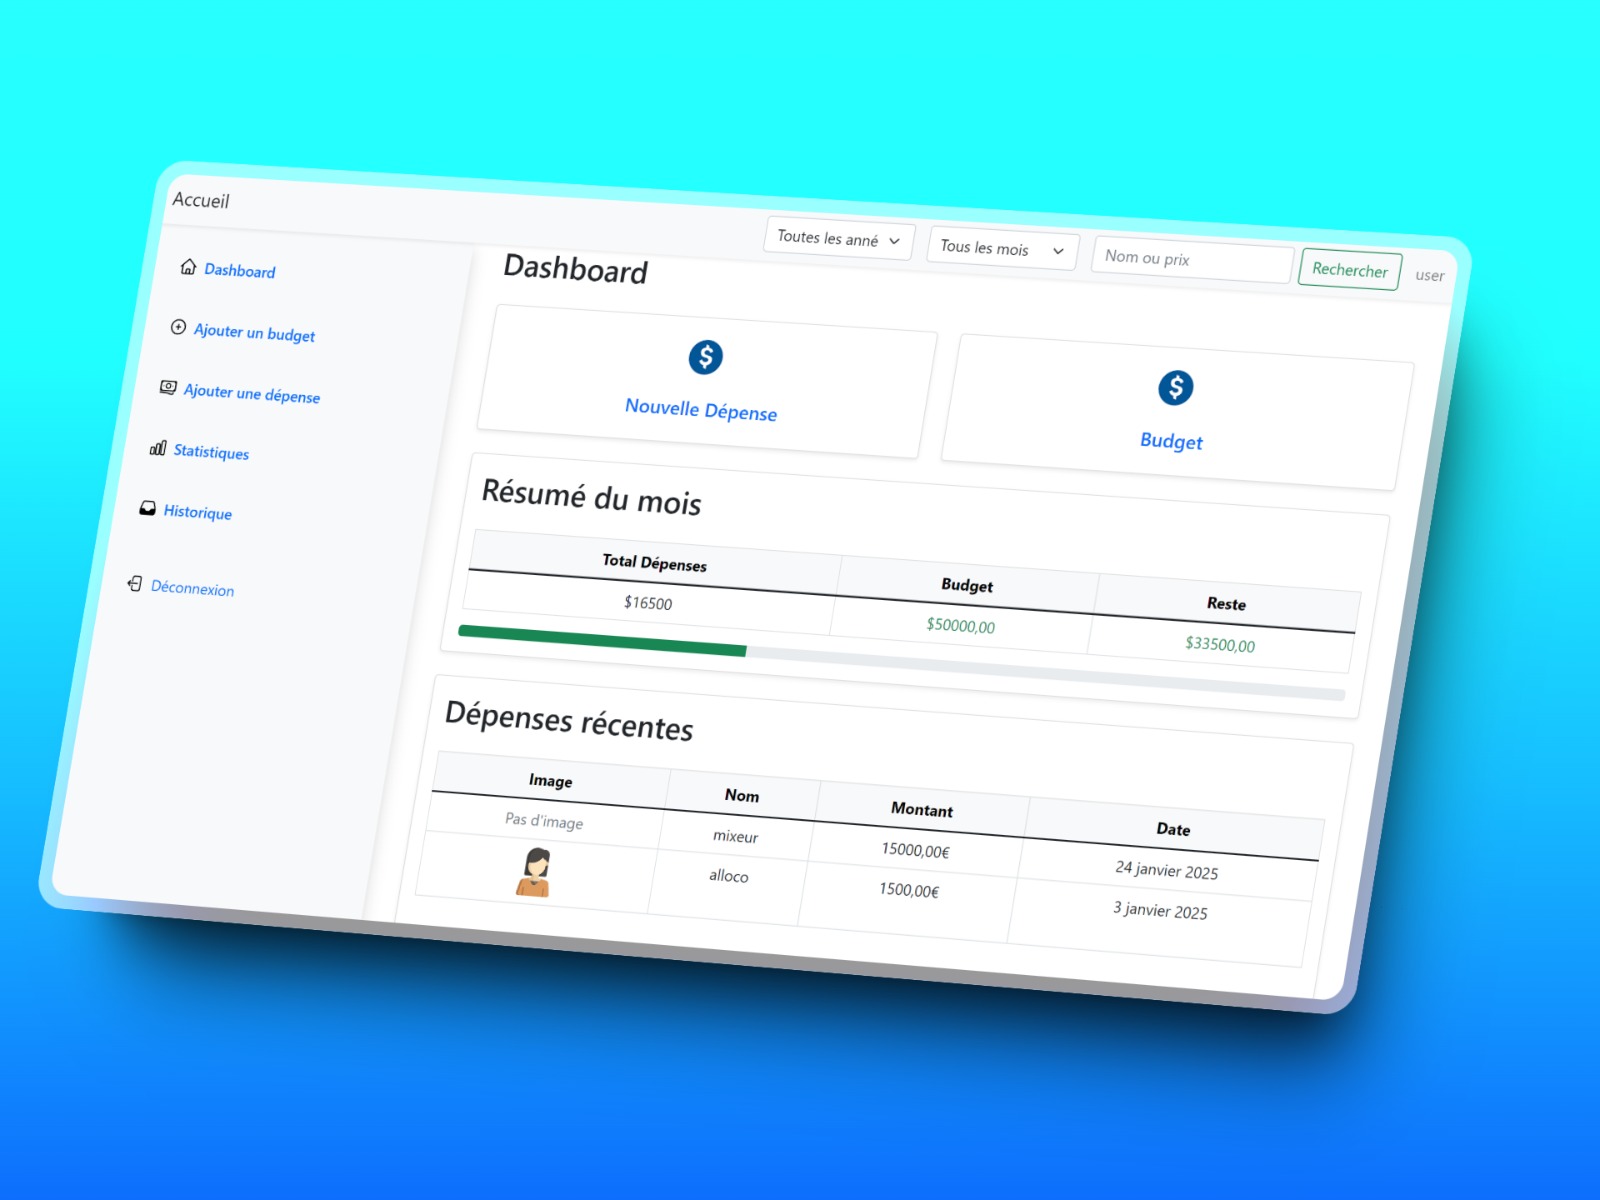 Accueil
Toutes les anné
Tous les mois
Nom ou prix
Rechercher
user
Dashboard
Ajouter un budget
Ajouter une dépense
Statistiques
Historique
Déconnexion
Dashboard
$
Nouvelle Dépense
$
Budget
Résumé du mois
Total Dépenses Budget Reste
$16500 $50000,00 $33500,00
Dépenses récentes
Image Nom Montant Date
Pas d'image mixeur 15000,00€ 24 janvier 2025
alloco 1500,00€ 3 janvier 2025